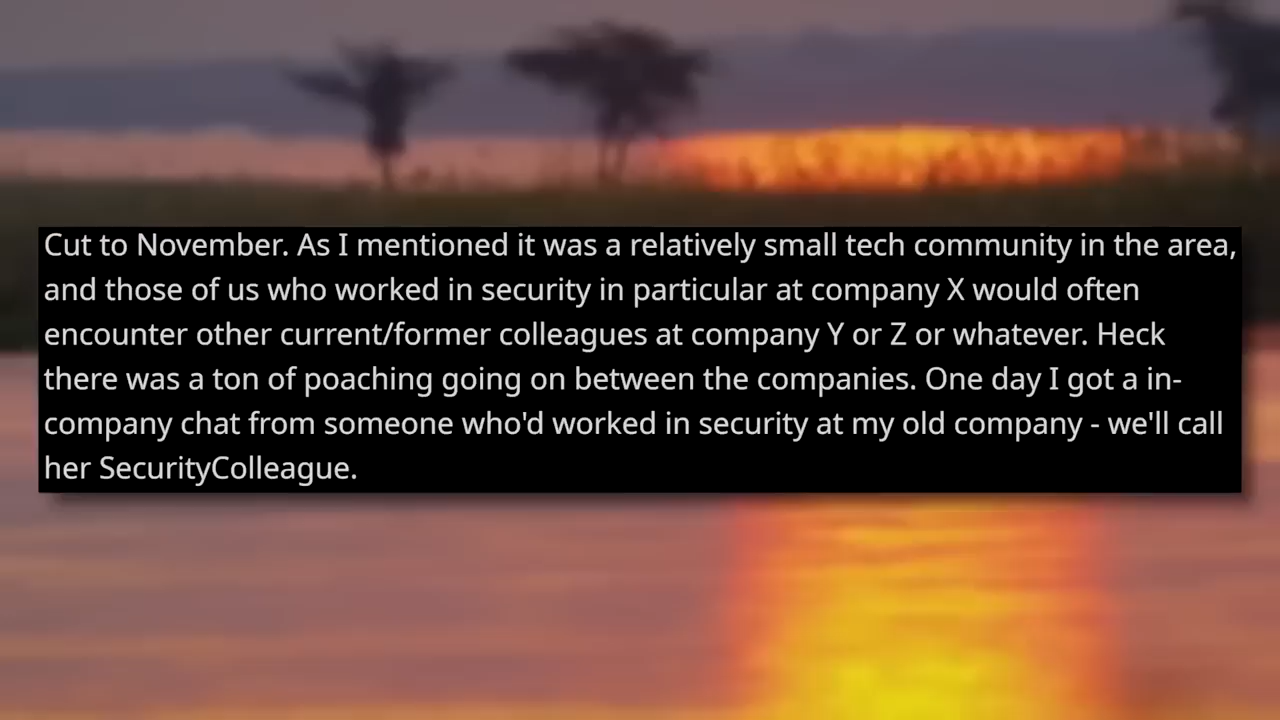 Cut to November. As I mentioned it was a relatively small tech community in the area,
and those of us who worked in security in particular at company X would often
encounter other current/former colleagues at company Y or Z or whatever. Heck
there was a ton of poaching going on between the companies. One day I got a in-
company chat from someone who'd worked in security at my old company - we'll call
her SecurityColleague.